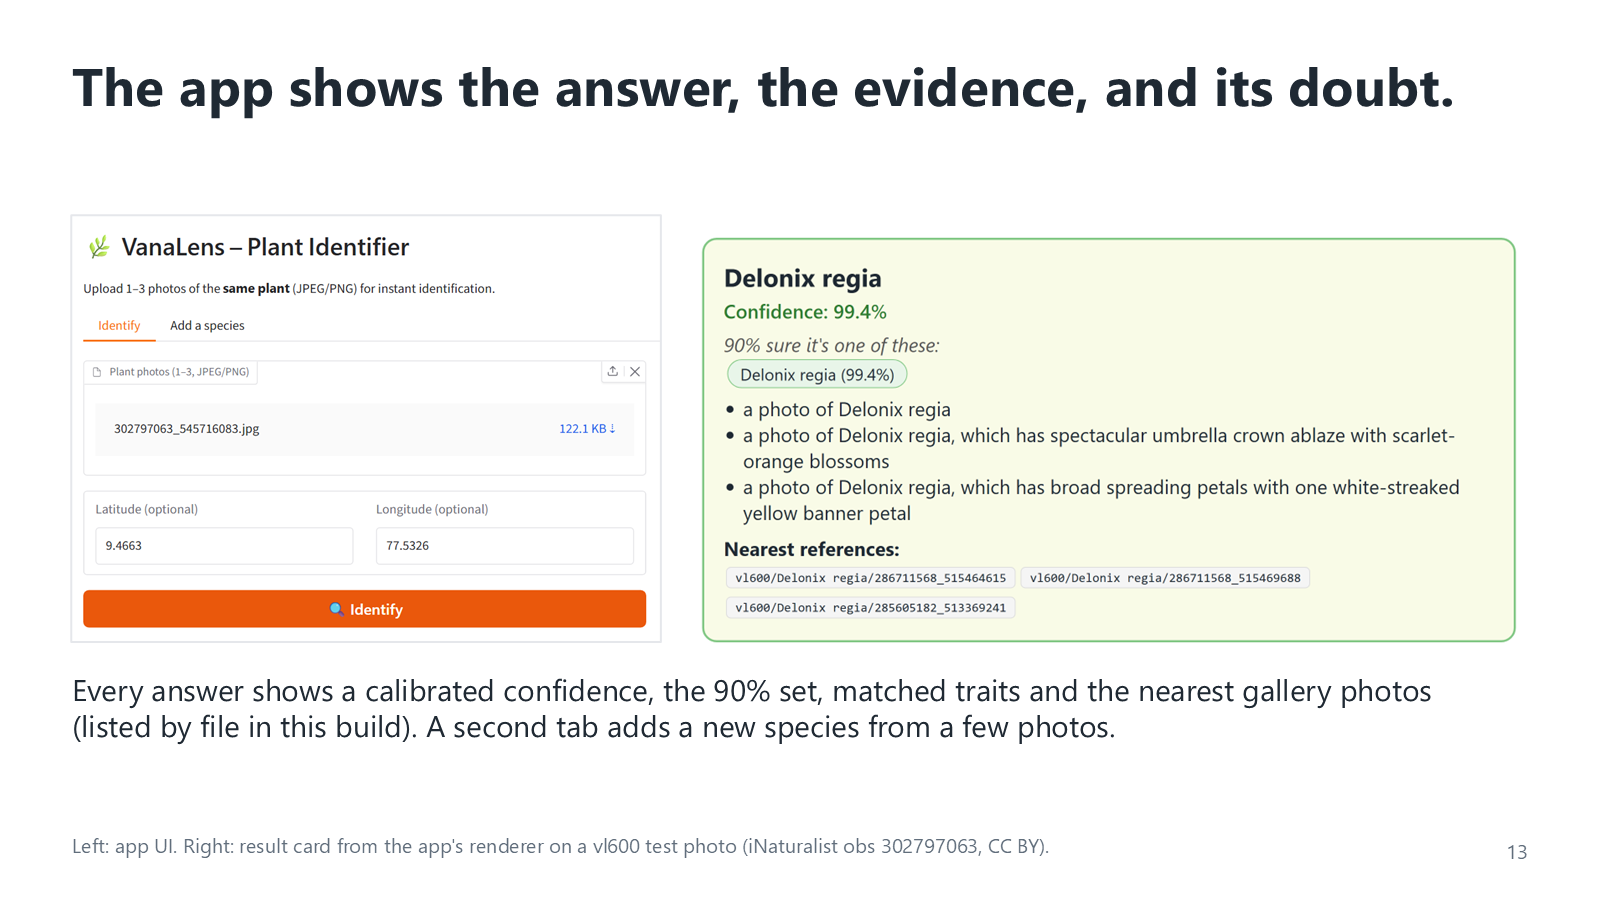 The app shows the answer, the evidence, and its doubt.
VanaLens – Plant Identifier
Upload 1–3 photos of the same plant (JPEG/PNG) for instant identification.
Identify Add a species
Plant photos (1–3, JPEG/PNG)
302797063_545716083.jpg 122.1 KB ↓
Latitude (optional) Longitude (optional)
9.4663 77.5326
Identify
Delonix regia
Confidence: 99.4%
90% sure it's one of these:
Delonix regia (99.4%)
• a photo of Delonix regia
• a photo of Delonix regia, which has spectacular umbrella crown ablaze with scarlet-
orange blossoms
• a photo of Delonix regia, which has broad spreading petals with one white-streaked
yellow banner petal
Nearest references:
vl600/Delonix regia/286711568_515464615 vl600/Delonix regia/286711568_515469688
vl600/Delonix regia/285605182_513369241
Every answer shows a calibrated confidence, the 90% set, matched traits and the nearest gallery photos
(listed by file in this build). A second tab adds a new species from a few photos.
Left: app UI. Right: result card from the app's renderer on a vl600 test photo (iNaturalist obs 302797063, CC BY).
13